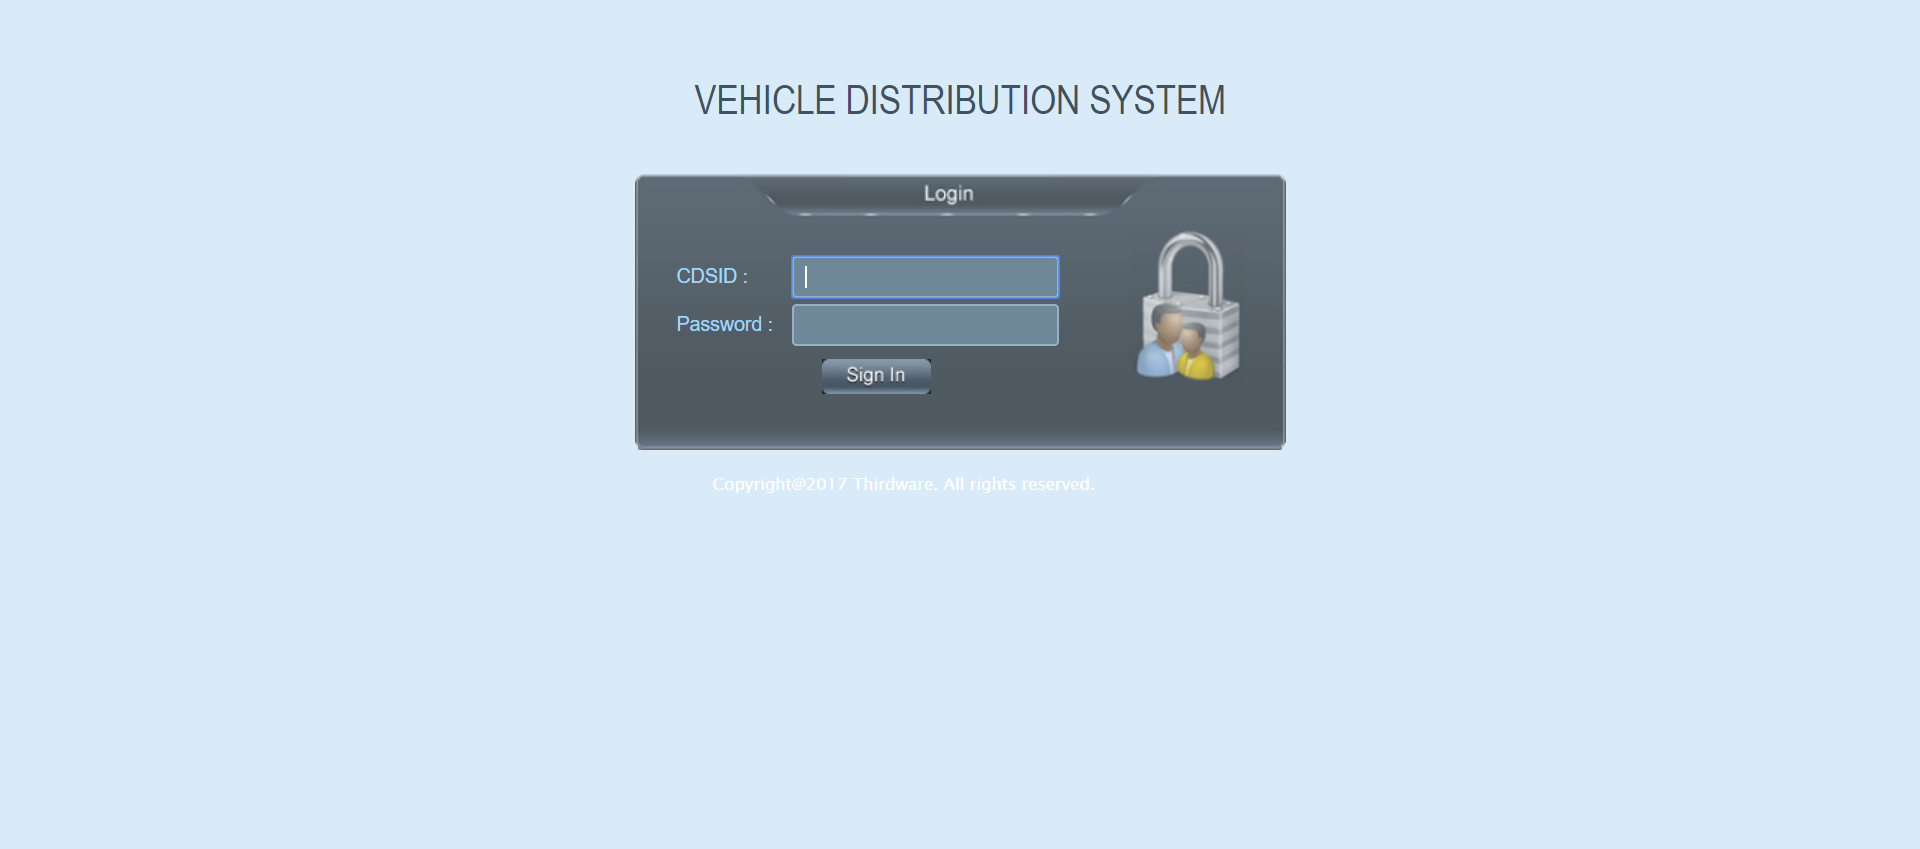 VEHICLE DISTRIBUTION SYSTEM
Login
CDSID :
Password :
Sign In
Copyright@2017 Thirdware. All rights reserved.